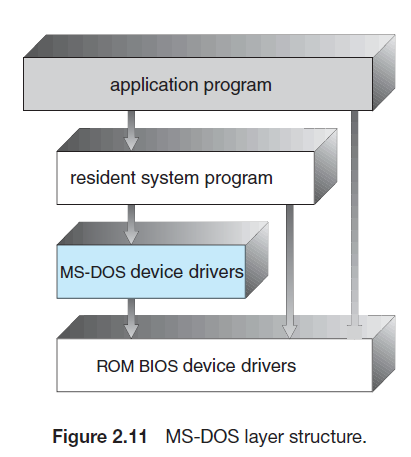 application program
resident system program
MS-DOS device drivers
ROM BIOS device drivers
Figure 2.11 MS-DOS layer structure.